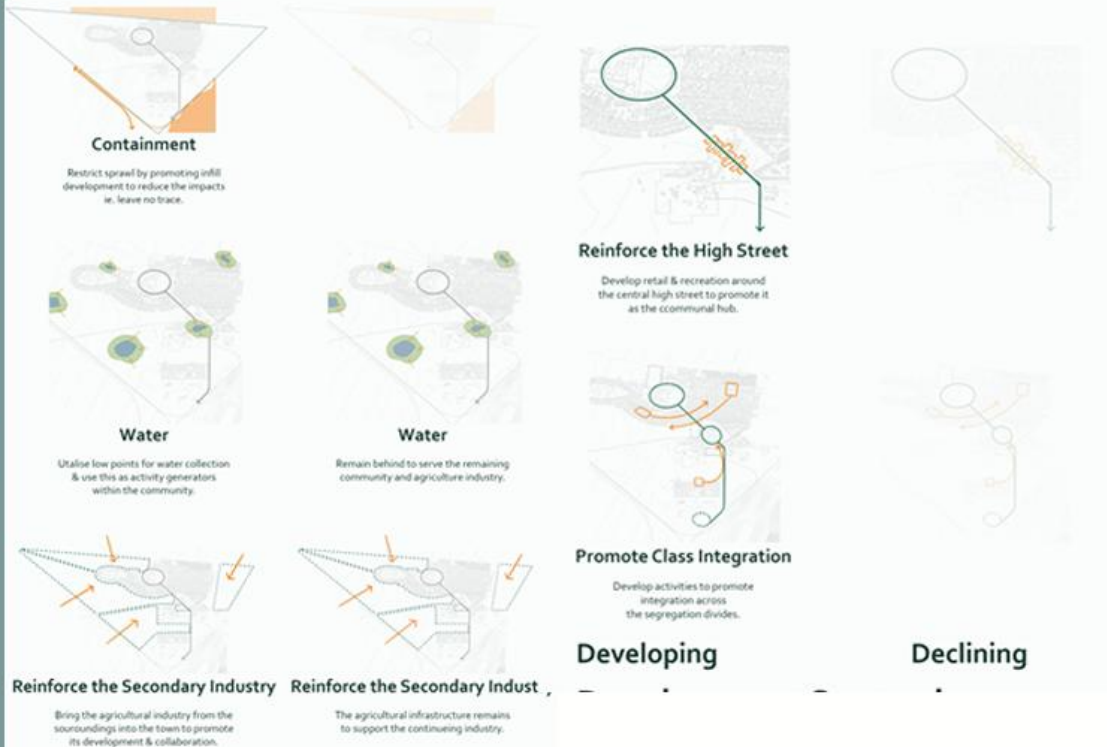 Containment
Restrict sprawl by promoting infill
development to reduce the impacts
ie. leave no trace.
Water
Utalise low points for water collection
& use this as activity generators
within the community.
Water
Remain behind to serve the remaining
community and agriculture industry.
Reinforce the Secondary Industry
Bring the agricultural industry from the
souroundings into the town to promote
its development & collaboration.
Reinforce the Secondary Indust
The agricultural infrastructure remains
to support the continueing industry.
Reinforce the High Street
Develop retail & recreation around
the central high street to promote it
as the ccommunal hub.
Promote Class Integration
Develop activities to promote
integration across
the segregation divides.
Developing
Declining